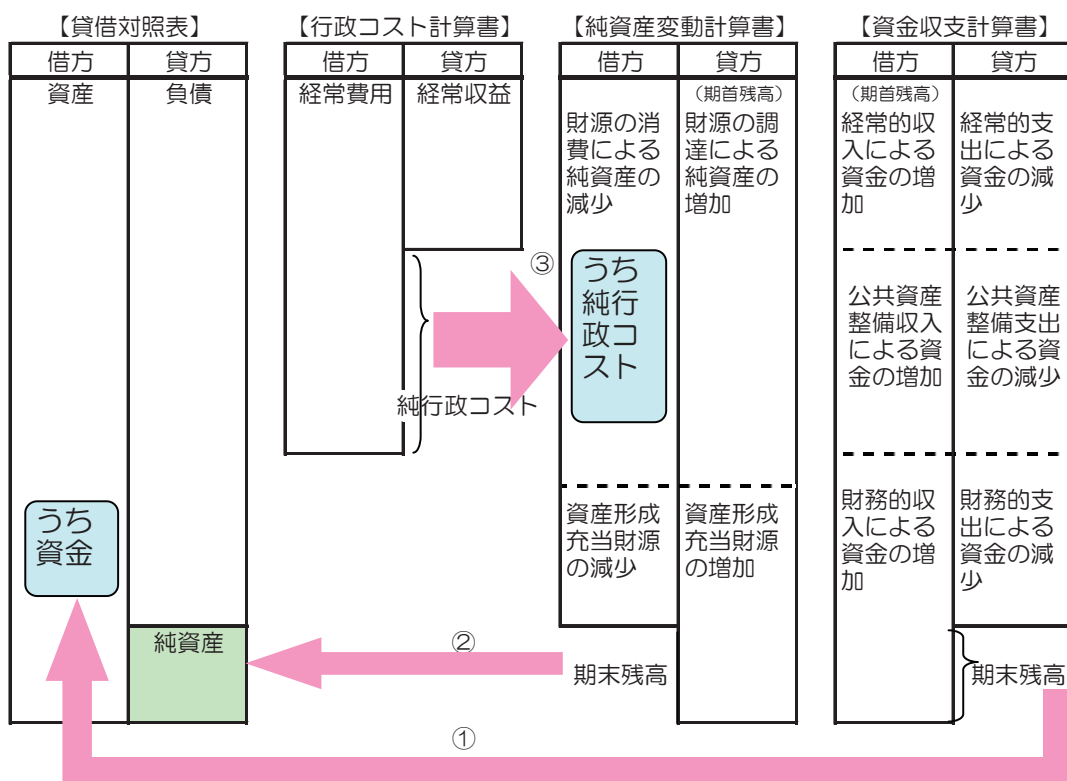 【貸借対照表】
借方
貸方
資産
負債
うち
資金
純資産
【行政コスト計算書】
借方
貸方
経常費用
経常収益
純行政コスト
③
【純資産変動計算書】
借方
貸方
財源の消
費による
純資産の
減少
（期首残高）
財源の調
達による
純資産の
増加
うち
純行
政コ
スト
資産形成
充当財源
の減少
資産形成
充当財源
の増加
②
期末残高
【資金収支計算書】
借方
貸方
（期首残高）
経常的収
入による
資金の増
加
経常的支
出による
資金の減
少
公共資産
整備収入
による資
金の増加
公共資産
整備支出
による資
金の減少
財務的収
入による
資金の増
加
財務的支
出による
資金の減
少
期末残高
①